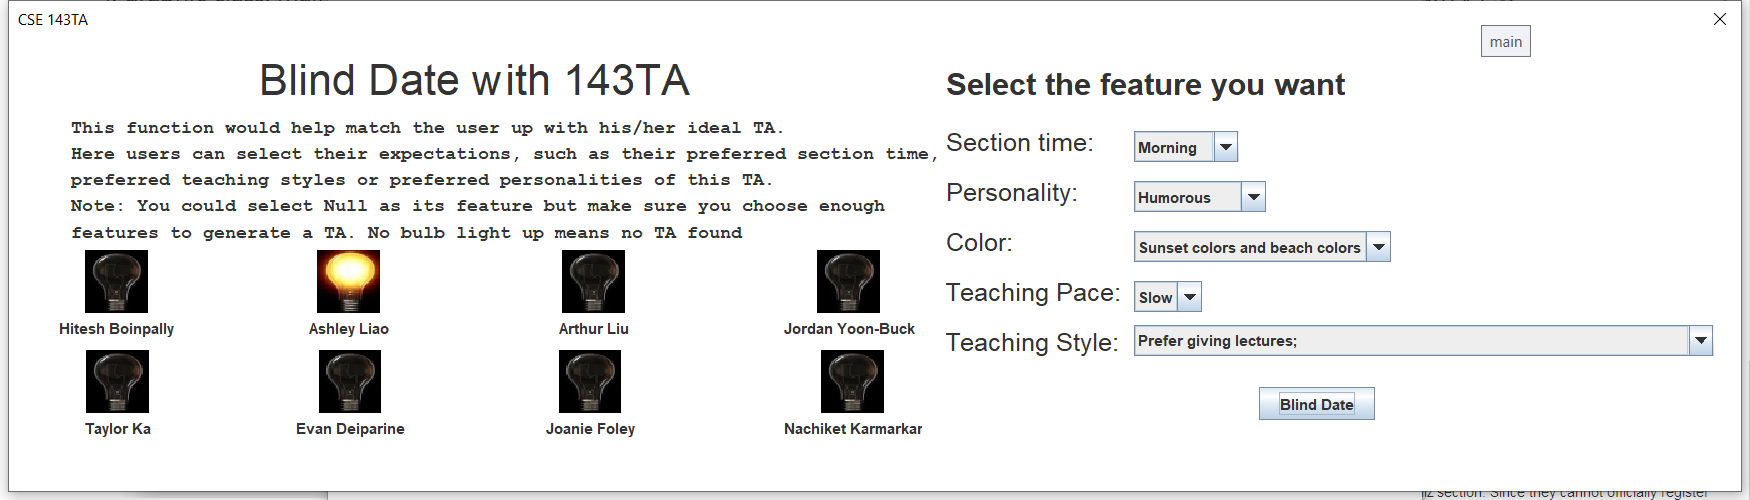 CSE 143TA
main
Blind Date with 143TA
This function would help match the user up with his/her ideal TA.
Here users can select their expectations, such as their preferred section time,
preferred teaching styles or preferred personalities of this TA.
Note: You could select Null as its feature but make sure you choose enough
features to generate a TA. No bulb light up means no TA found
Hitesh Boinpally
Ashley Liao
Arthur Liu
Jordan Yoon-Buck
Taylor Ka
Evan Deiparine
Joanie Foley
Nachiket Karmarkar
Select the feature you want
Section time: Morning
Personality: Humorous
Color: Sunset colors and beach colors
Teaching Pace: Slow
Teaching Style: Prefer giving lectures;
Blind Date
section. Since they cannot officially register